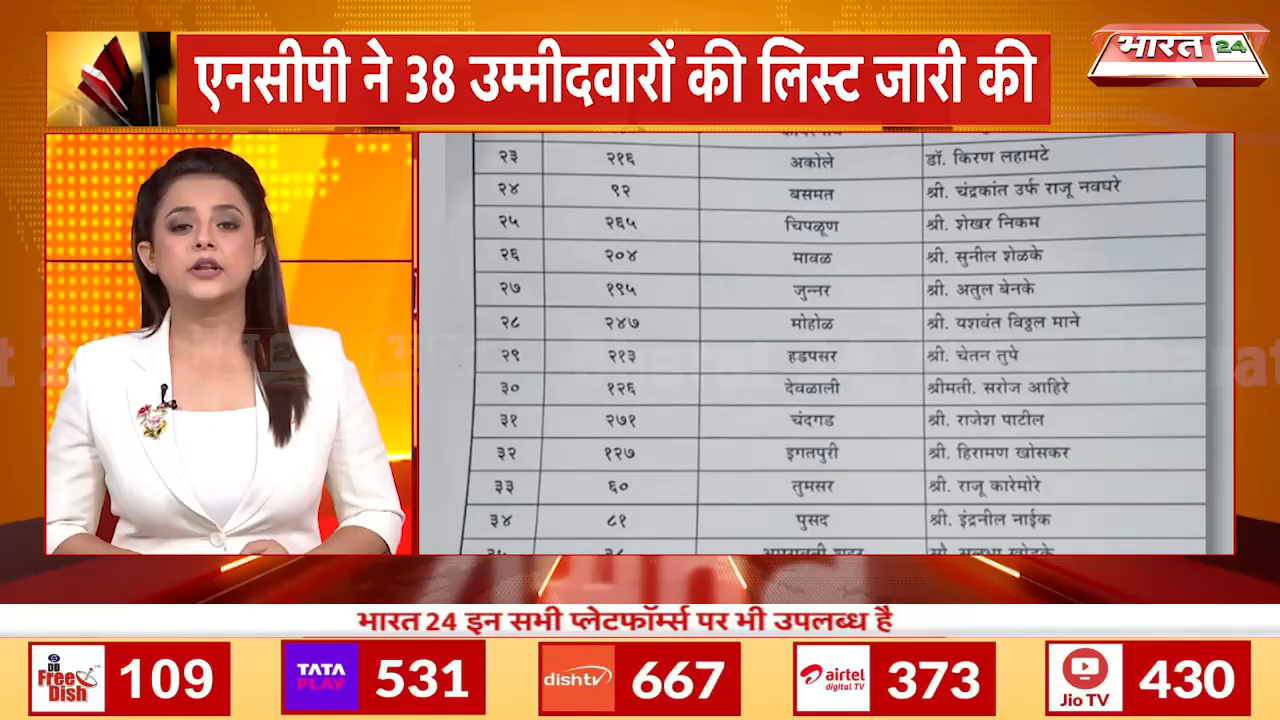 एनसीपी ने 38 उम्मीदवारों की लिस्ट जारी की
भारत 24
२३ २१६ अकोले डॉ. किरण लहामटे
२४ ९२ बसमत श्री. चंद्रकांत उर्फ राजू नवघरे
२५ २६५ चिपळूण श्री. शेखर निकम
२६ २०४ मावळ श्री. सुनील शेळके
२७ १९५ जुन्नर श्री. अतुल बेनके
२८ २४७ मोहोळ श्री. यशवंत विठ्ठल माने
२९ २१३ हडपसर श्री. चेतन तुपे
३० १२६ देवळाली श्रीमती. सरोज आहिरे
३१ २७१ चंदगड श्री. राजेश पाटील
३२ १२७ इगतपुरी श्री. हिरामण खोसकर
३३ ६० तुमसर श्री. राजू कारेमोरे
३४ ८१ पुसद श्री. इंद्रनील नाईक
भारत 24 इन सभी प्लेटफॉर्म्स पर भी उपलब्ध है
DD Free Dish 109
TATA PLAY 531
dishtv 667
airtel digital TV 373
JioTV 430